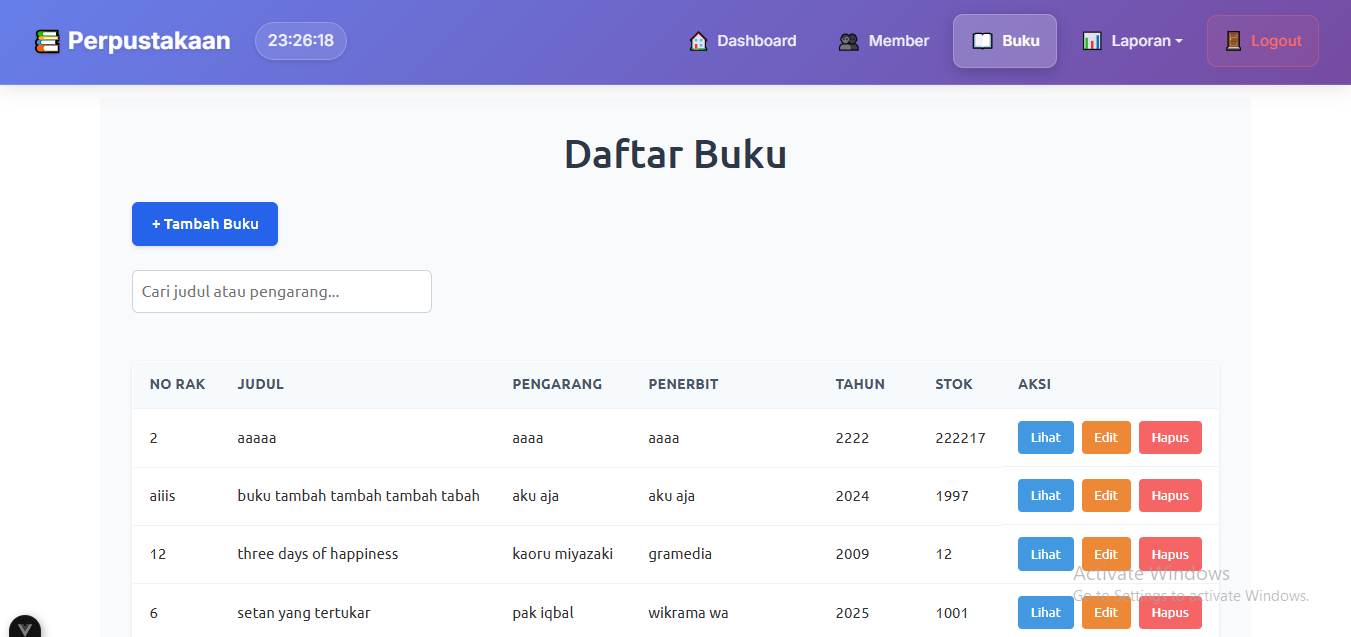 Perpustakaan 23:26:18 Dashboard Member Buku Laporan Logout
Daftar Buku
+ Tambah Buku
Cari judul atau pengarang...
NO RAK JUDUL PENGARANG PENERBIT TAHUN STOK AKSI
2 aaaaa aaaa aaaa 2222 222217 Lihat Edit Hapus
aiiis buku tambah tambah tambah tabah aku aja aku aja 2024 1997 Lihat Edit Hapus
12 three days of happiness kaoru miyazaki gramedia 2009 12 Lihat Edit Hapus
Activate Windows
Go to Settings to activate Windows.
6 setan yang tertukar pak iqbal wikrama wa 2025 1001 Lihat Edit Hapus